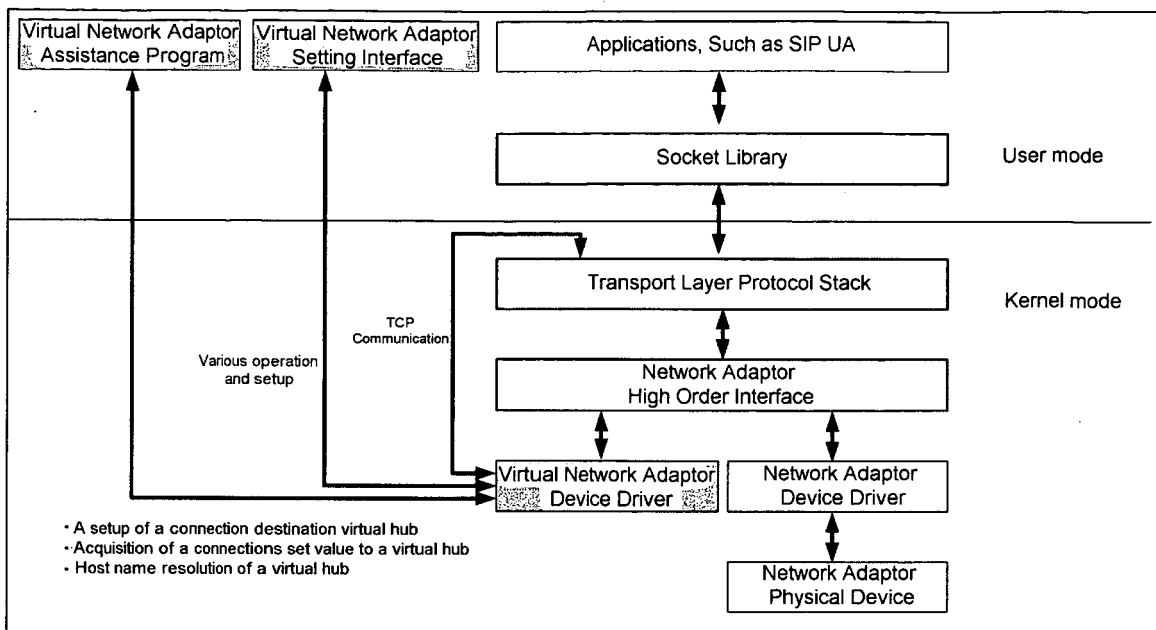 Virtual Network Adaptor
Assistance Program
Virtual Network Adaptor
Setting Interface
Applications, Such as SIP UA
Socket Library
User mode
Transport Layer Protocol Stack
Kernel mode
TCP
Communication
Various operation
and setup
Network Adaptor
High Order Interface
Virtual Network Adaptor
Device Driver
Network Adaptor
Device Driver
• A setup of a connection destination virtual hub
• Acquisition of a connections set value to a virtual hub
• Host name resolution of a virtual hub
Network Adaptor
Physical Device